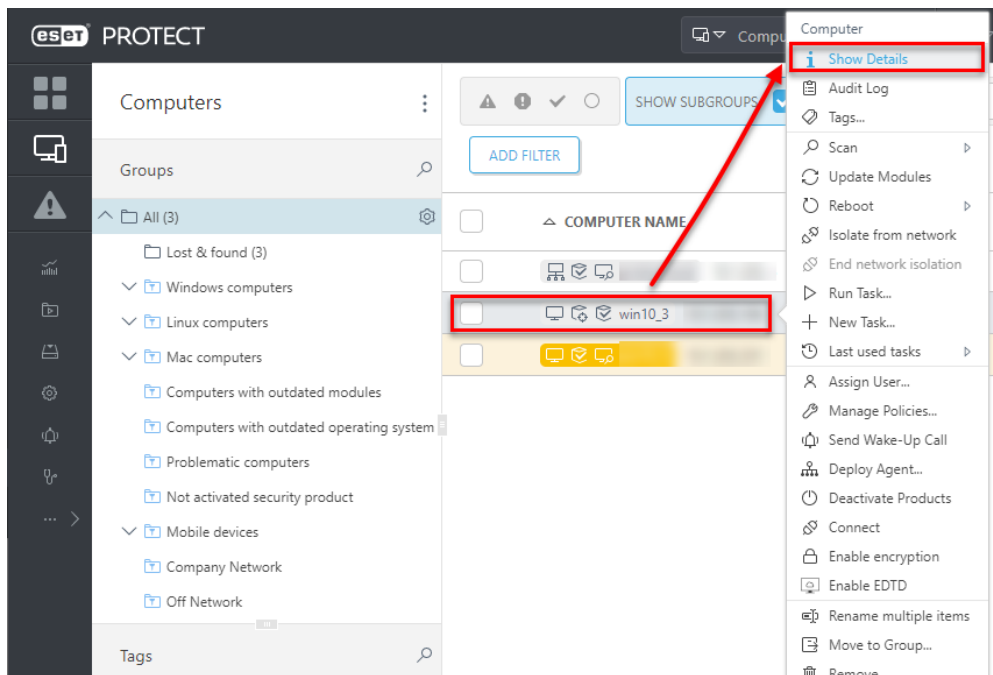 eset PROTECT
Compu
Computers
SHOW SUBGROUPS
ADD FILTER
Groups
All (3)
Lost & found (3)
Windows computers
Linux computers
Mac computers
Computers with outdated modules
Computers with outdated operating system
Problematic computers
Not activated security product
Mobile devices
Company Network
Off Network
Tags
COMPUTER NAME
win10_3
Computer
Show Details
Audit Log
Tags...
Scan
Update Modules
Reboot
Isolate from network
End network isolation
Run Task...
New Task...
Last used tasks
Assign User...
Manage Policies...
Send Wake-Up Call
Deploy Agent...
Deactivate Products
Connect
Enable encryption
Enable EDTD
Rename multiple items
Move to Group...
Remove